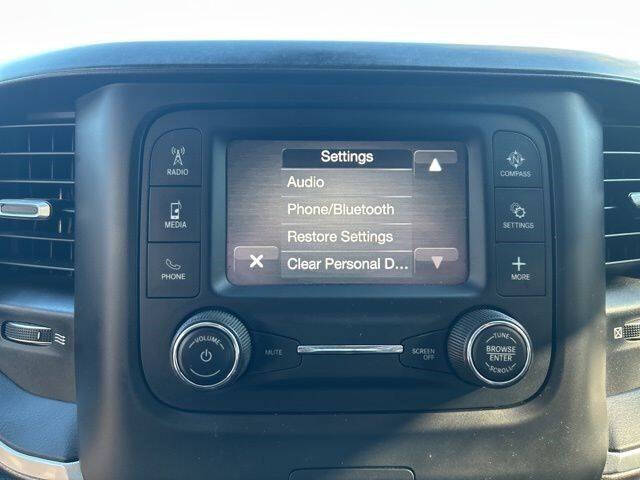 Settings
Audio
Phone/Bluetooth
Restore Settings
Clear Personal D...
RADIO
MEDIA
PHONE
N
COMPASS
SETTINGS
MORE
VOLUME
MUTE
SCREEN
OFF
TUNE
BROWSE
ENTER
SCROLL